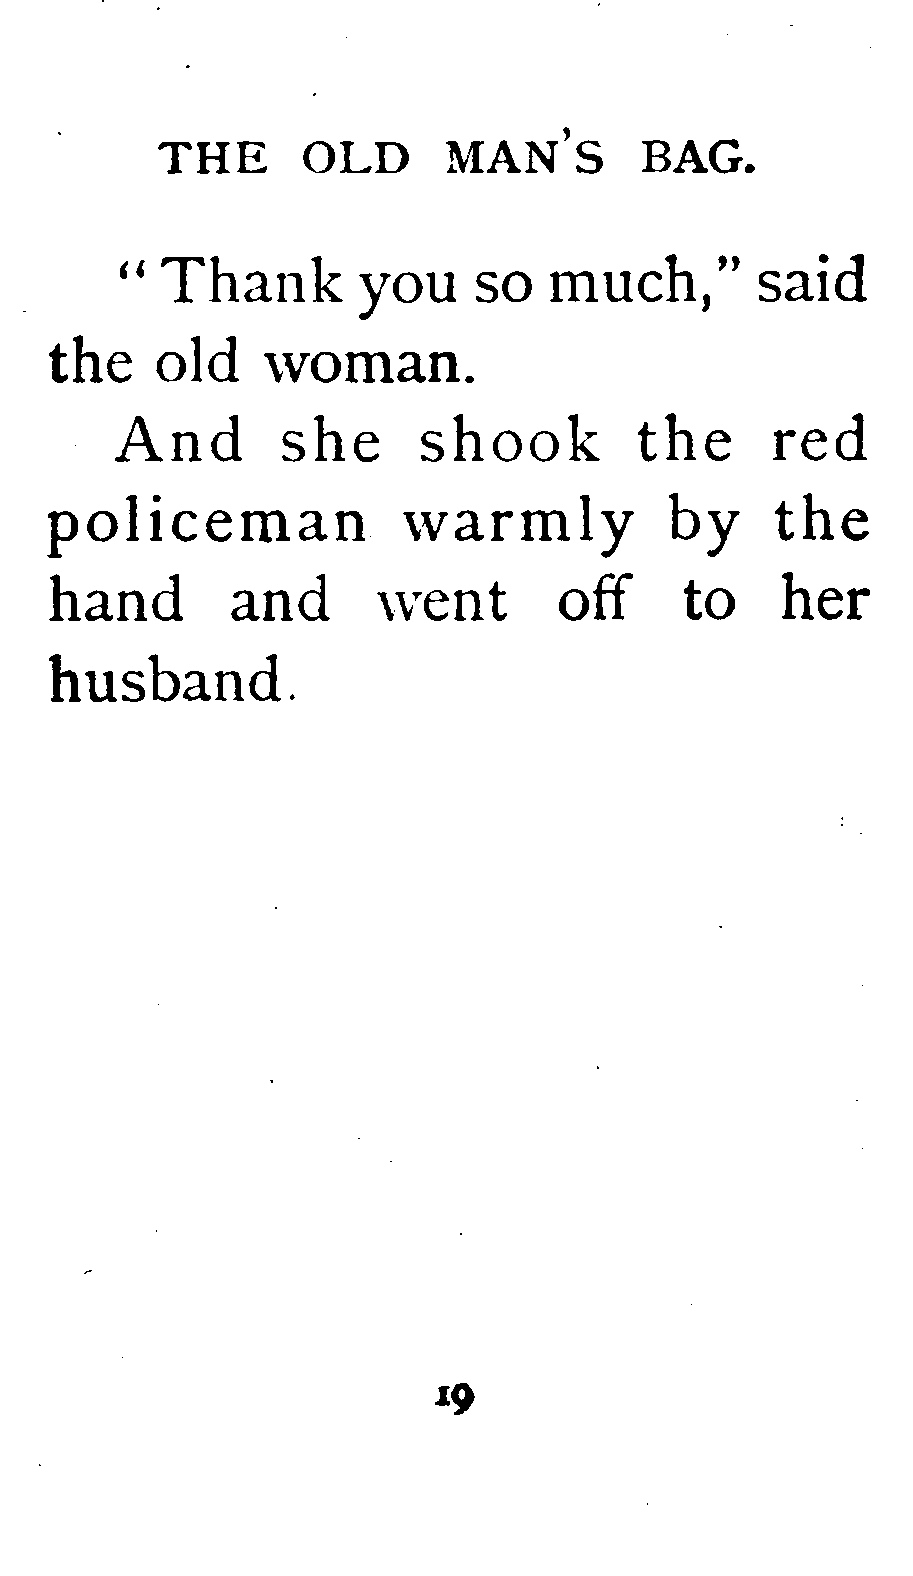 THE OLD MAN'S BAG.
“Thank you so much,” said
the old woman.
And she shook the red
policeman warmly by the
hand and went off to her
husband.
19